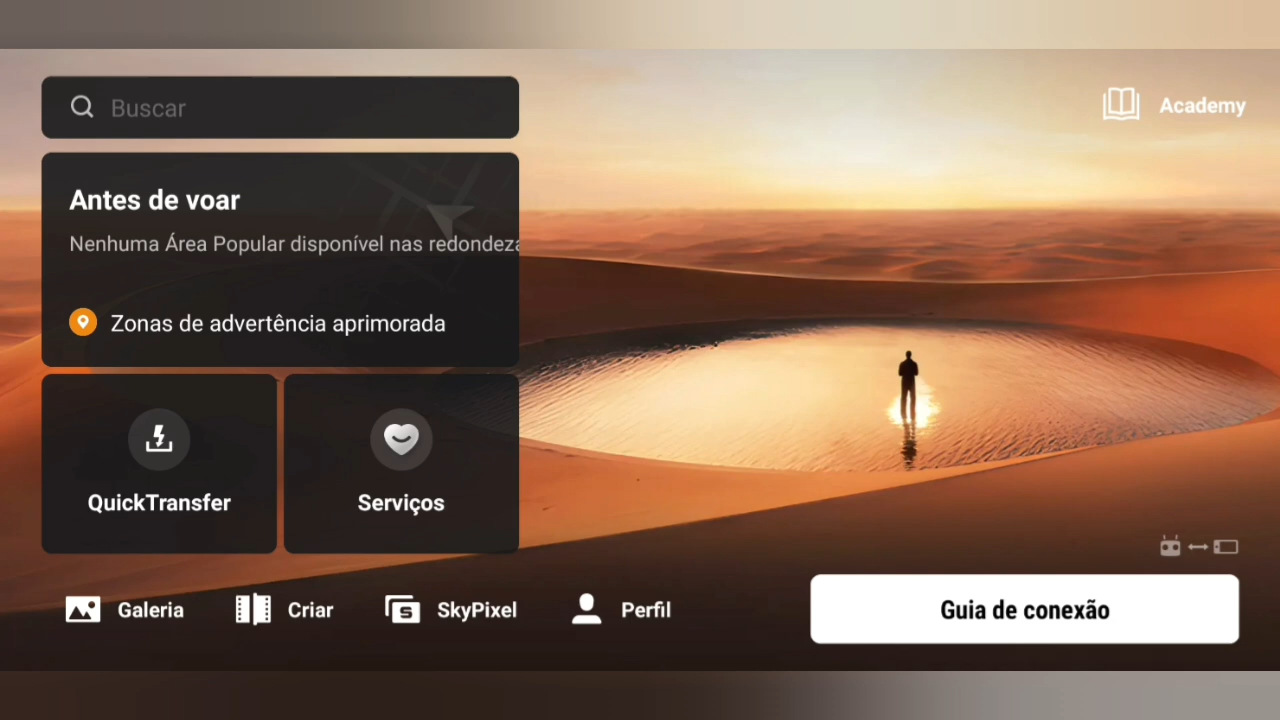 Buscar
Academy
Antes de voar
Nenhuma Área Popular disponível nas redondeza
Zonas de advertência aprimorada
QuickTransfer
Serviços
Galeria
Criar
SkyPixel
Perfil
Guia de conexão